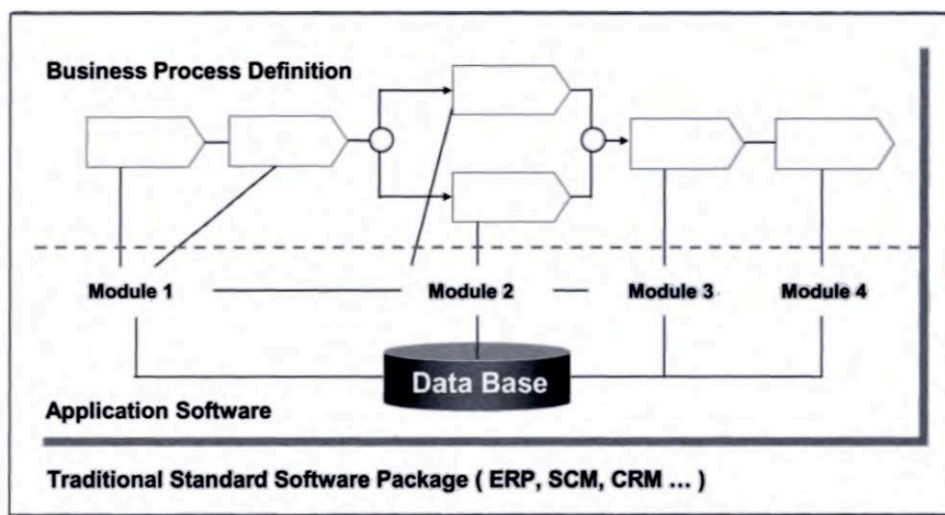 Business Process Definition
Module 1
Module 2
Module 3
Module 4
Data Base
Application Software
Traditional Standard Software Package ( ERP, SCM, CRM ... )